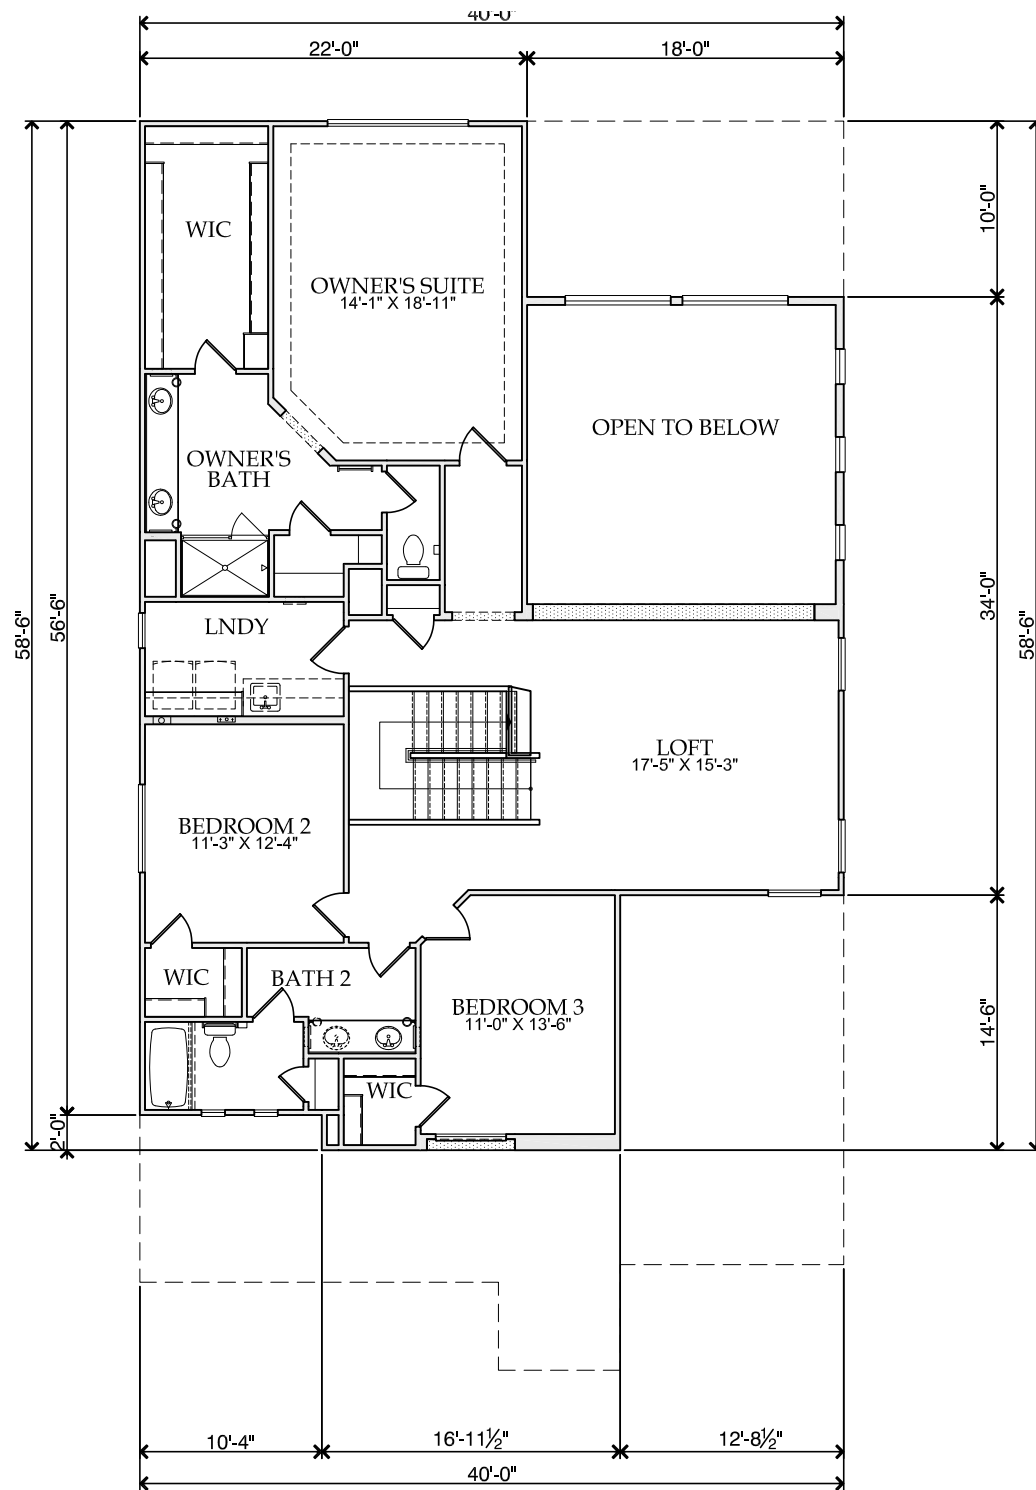 40'-0"
22'-0"
18'-0"
10'-0"
WIC
OWNER'S SUITE
14'-1" X 18'-11"
OPEN TO BELOW
OWNER'S
BATH
34'-0"
58'-6"
56'-6"
58'-6"
LNDY
LOFT
17'-5" X 15'-3"
BEDROOM 2
11'-3" X 12'-4"
WIC
BATH 2
BEDROOM 3
11'-0" X 13'-6"
14'-6"
WIC
2'-0"
10'-4"
16'-11½"
12'-8½"
40'-0"